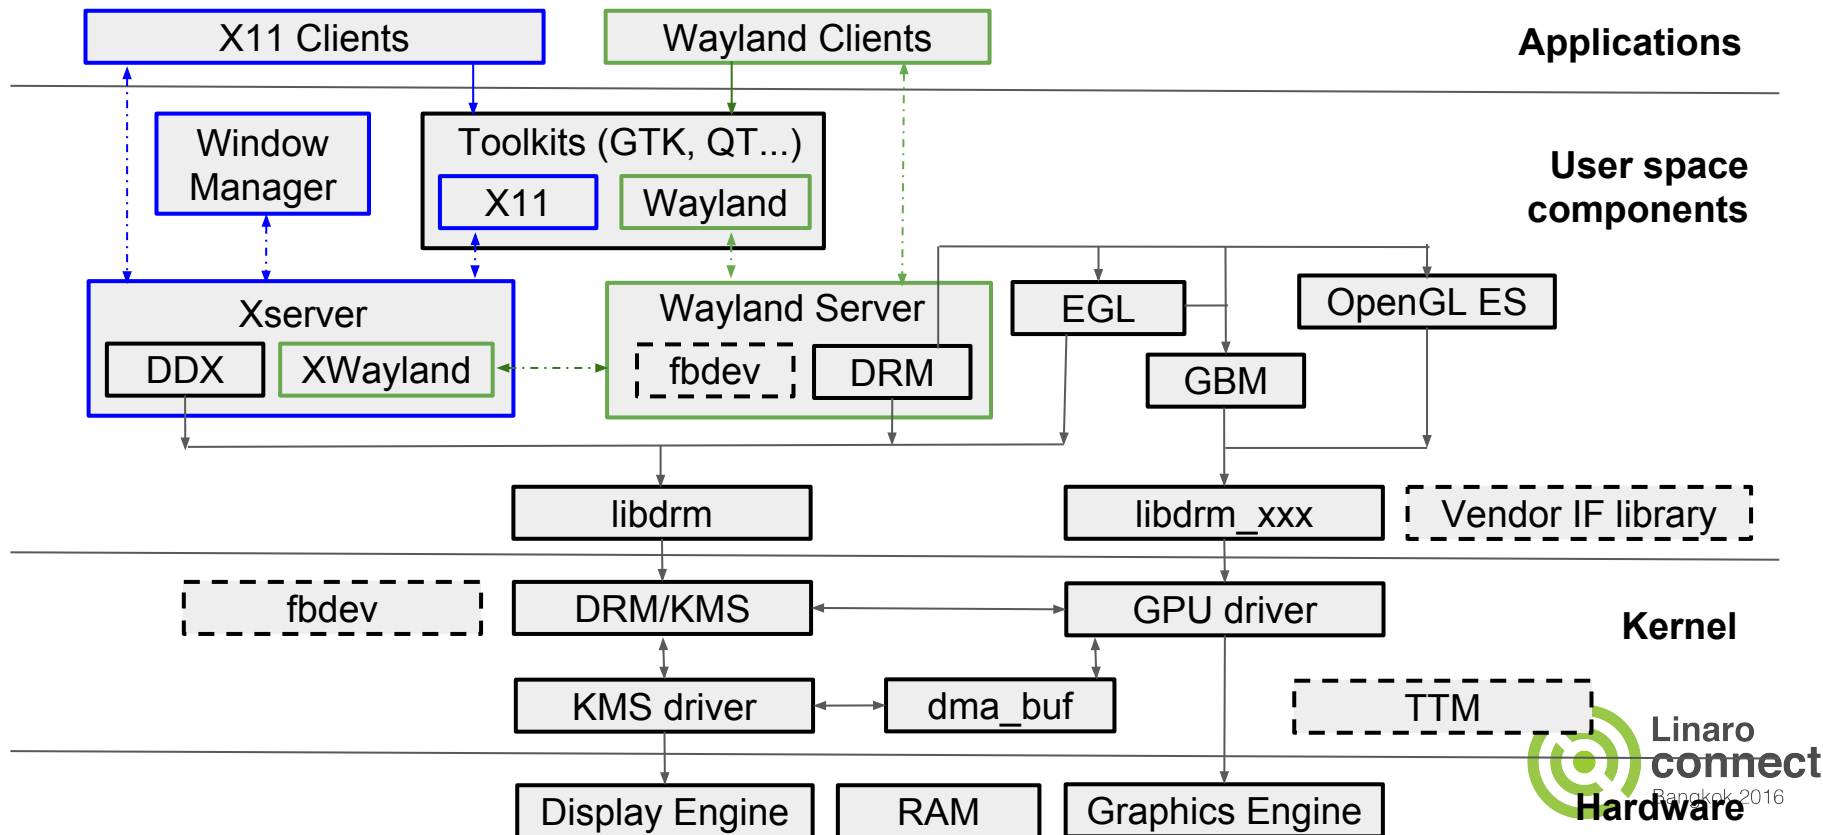 X11 Clients
Wayland Clients
Applications
Window
Manager
Toolkits (GTK, QT...)
X11
Wayland
User space
components
Xserver
DDX
XWayland
Wayland Server
fbdev
DRM
EGL
OpenGL ES
GBM
libdrm
libdrm_xxx
Vendor IF library
fbdev
DRM/KMS
GPU driver
Kernel
KMS driver
dma_buf
TTM
Linaro
connect
Bangkok 2016
Display Engine
RAM
Graphics Engine
Hardware